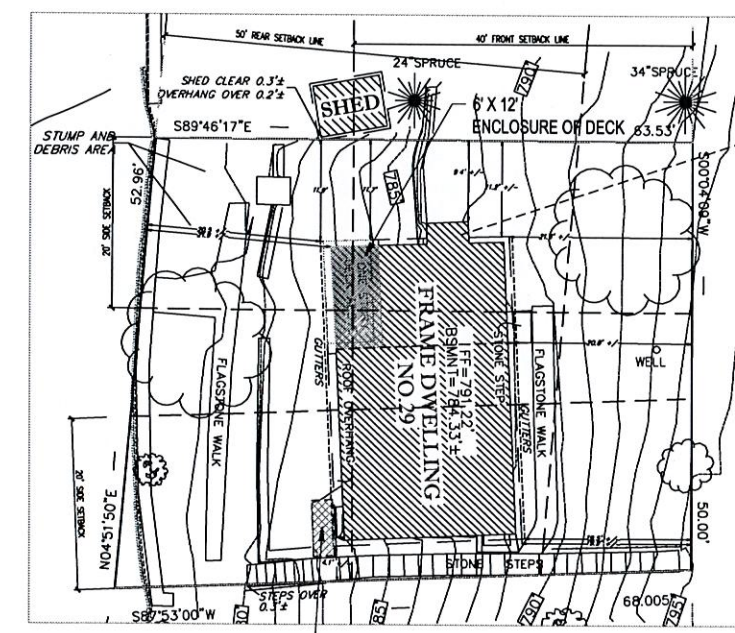 50' REAR SETBACK LINE
40' FRONT SETBACK LINE
24" SPRUCE
790
34" SPRUCE
SHED CLEAR 0.3'±
OVERHANG OVER 0.2'±
SHED
6' X 12'
ENCLOSURE OF DECK
S89°46'17"E
63.53'
STUMP AND
DEBRIS AREA
52.96'
20' SIDE SETBACK
785
S00°04'00"W
FRAME DWELLING
NO.29
1 FF=791.22'
BSMNT=784.33'±
STONE STEP
GUTTERS
ROOF OVERHANG
FLAGSTONE WALK
GUTTERS
FLAGSTONE WALK
WELL
20' SIDE SETBACK
N04°51'50"E
50.00'
4.1'
STONE STEPS
STEPS OVER
0.3'±
S87°53'00"W
785
790
68.005'
795